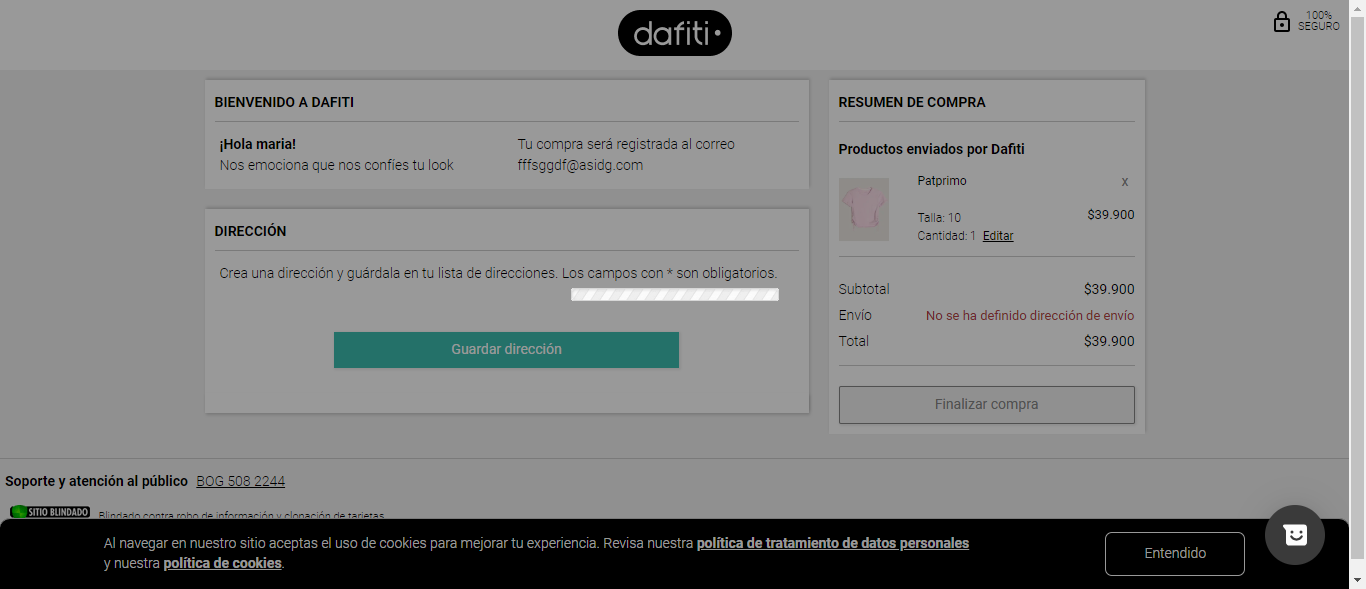 dafiti
100%
SEGURO
BIENVENIDO A DAFITI
¡Hola maria!
Nos emociona que nos confíes tu look
Tu compra será registrada al correo
fffsggdf@asidg.com
DIRECCIÓN
Crea una dirección y guárdala en tu lista de direcciones. Los campos con * son obligatorios.
Guardar dirección
RESUMEN DE COMPRA
Productos enviados por Dafiti
Patprimo x
Talla: 10 $39.900
Cantidad: 1 Editar
Subtotal $39.900
Envío No se ha definido dirección de envío
Total $39.900
Finalizar compra
Soporte y atención al público BOG 508 2244
SITIO BLINDADO Blindado contra robo de información y clonación de tarjetas
Al navegar en nuestro sitio aceptas el uso de cookies para mejorar tu experiencia. Revisa nuestra política de tratamiento de datos personales
y nuestra política de cookies.
Entendido